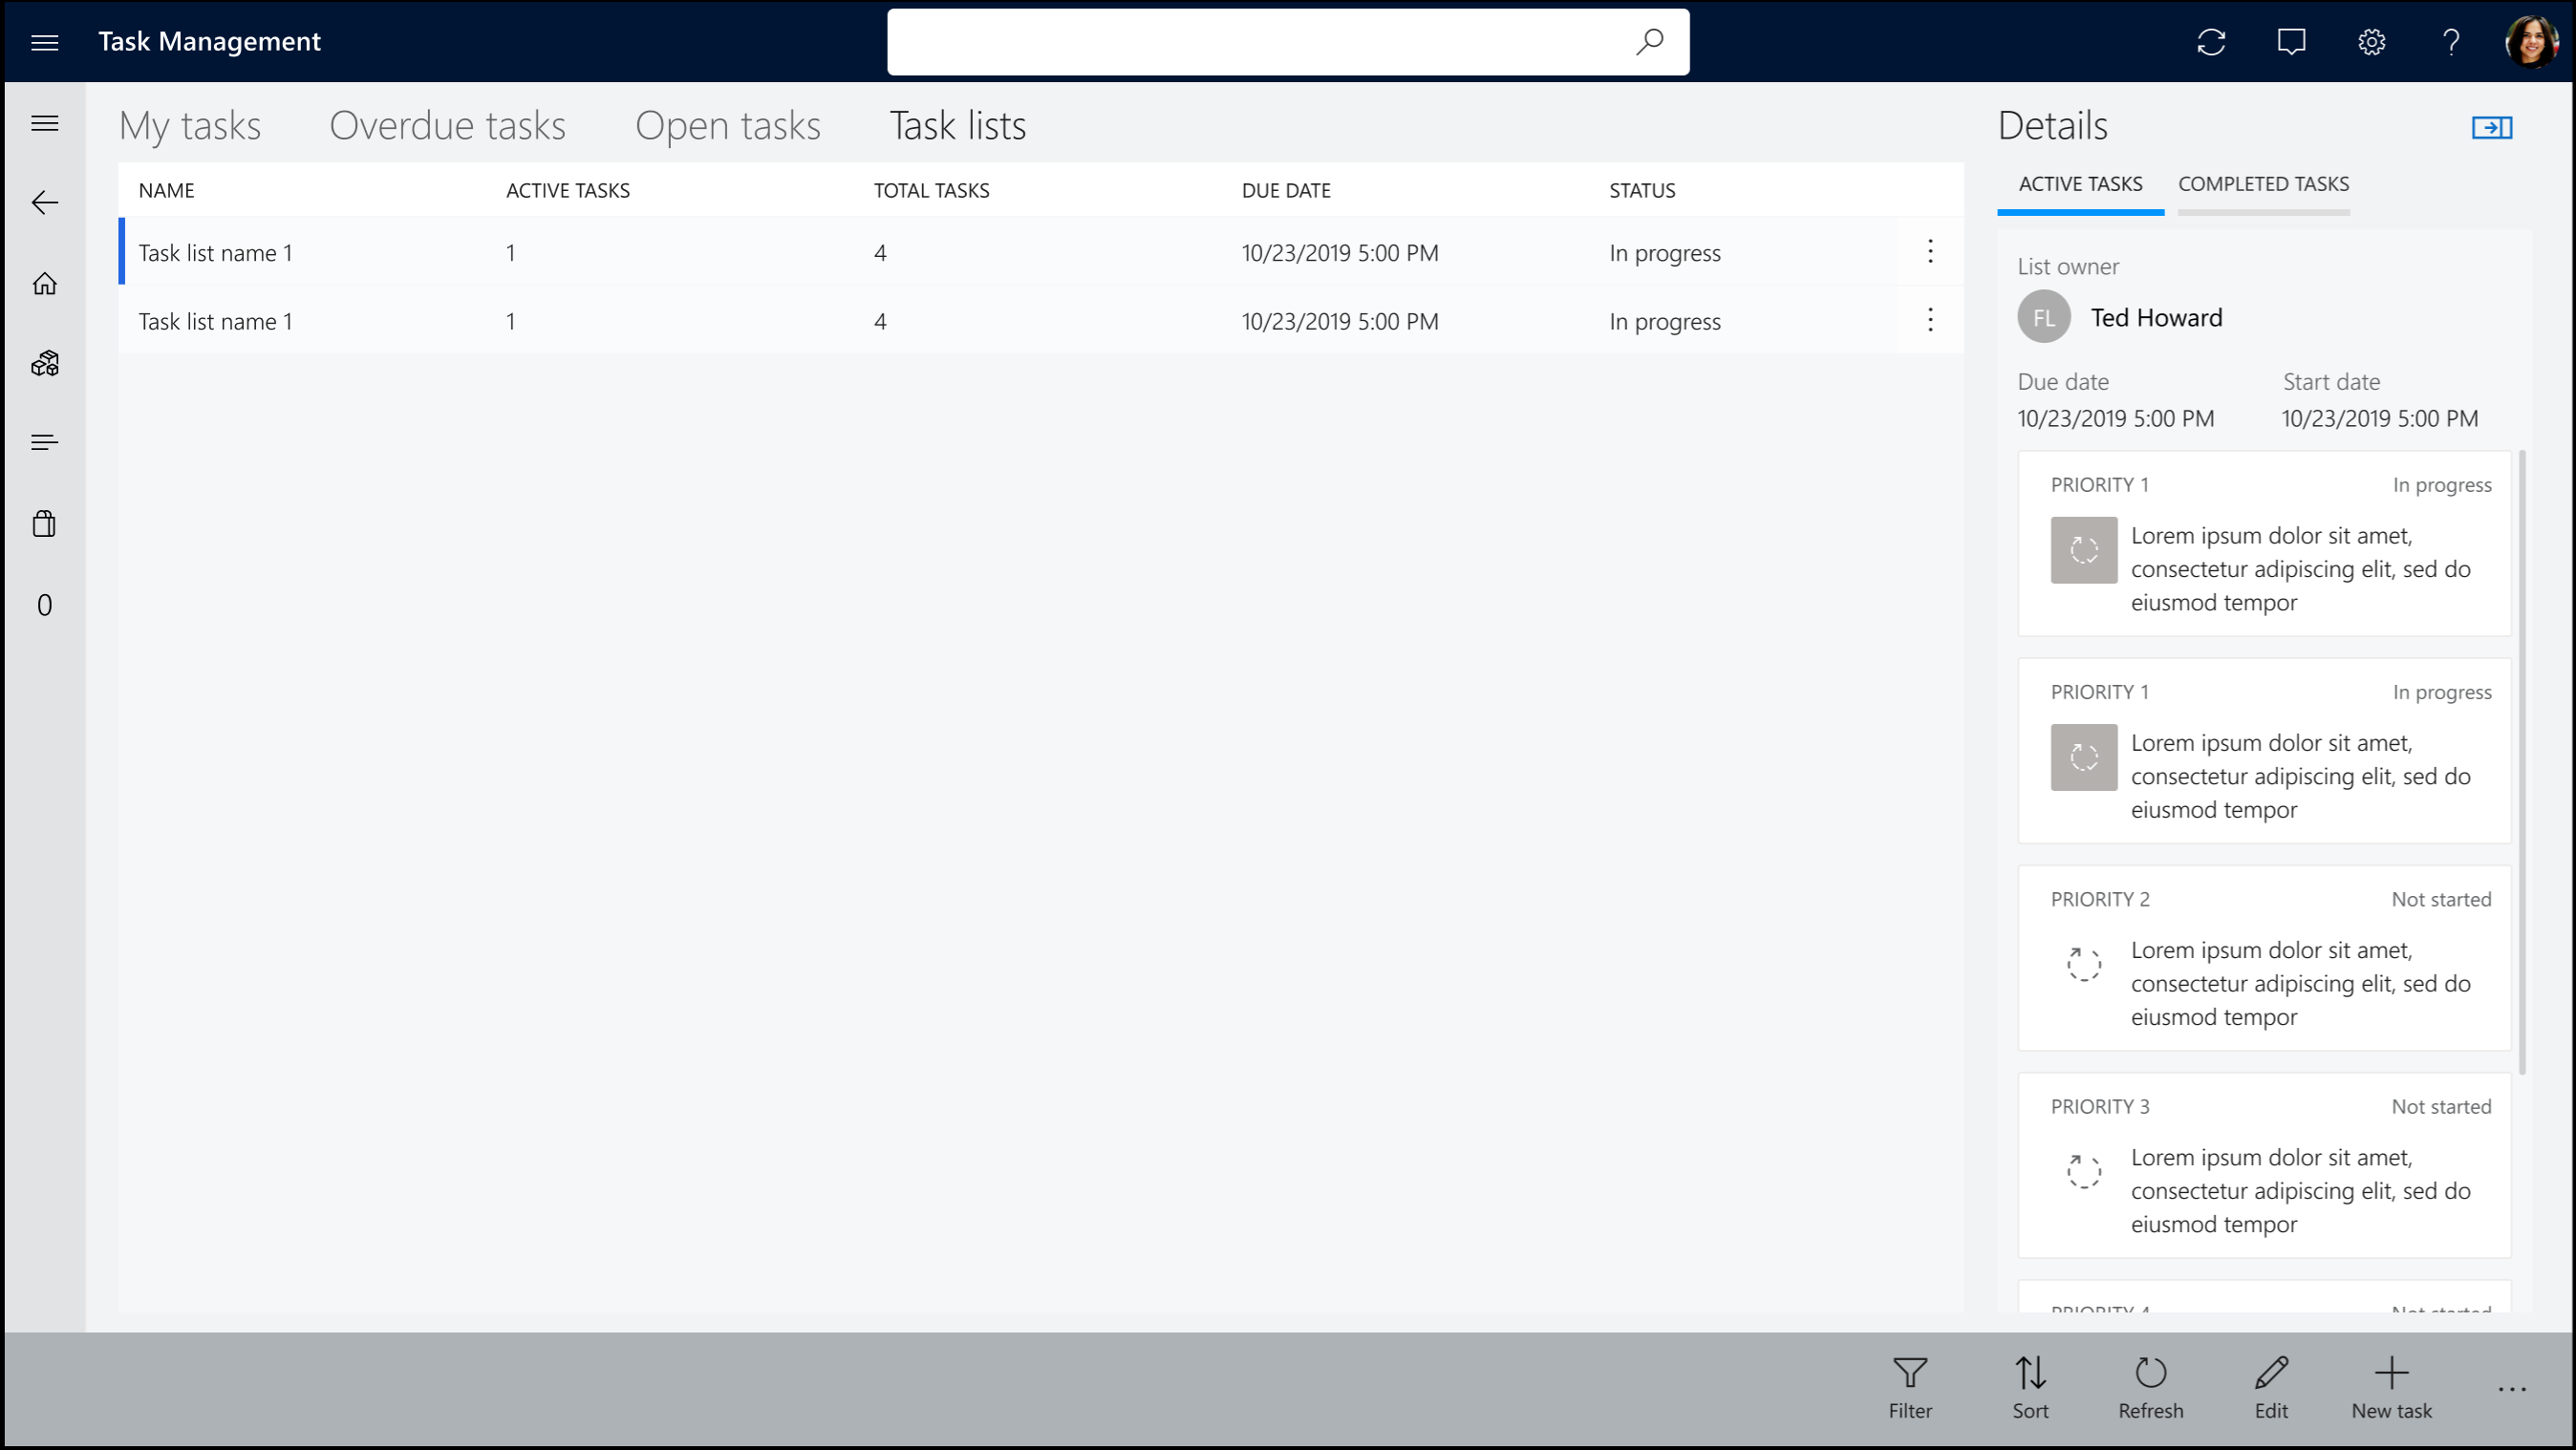 Task Management
My tasks
Overdue tasks
Open tasks
Task lists
NAME
ACTIVE TASKS
TOTAL TASKS
DUE DATE
STATUS
Task list name 1
1
4
10/23/2019 5:00 PM
In progress
Task list name 1
1
4
10/23/2019 5:00 PM
In progress
0
Details
ACTIVE TASKS
COMPLETED TASKS
List owner
FL
Ted Howard
Due date
Start date
10/23/2019 5:00 PM
10/23/2019 5:00 PM
PRIORITY 1
In progress
Lorem ipsum dolor sit amet,
consectetur adipiscing elit, sed do
eiusmod tempor
PRIORITY 1
In progress
Lorem ipsum dolor sit amet,
consectetur adipiscing elit, sed do
eiusmod tempor
PRIORITY 2
Not started
Lorem ipsum dolor sit amet,
consectetur adipiscing elit, sed do
eiusmod tempor
PRIORITY 3
Not started
Lorem ipsum dolor sit amet,
consectetur adipiscing elit, sed do
eiusmod tempor
PRIORITY 4
Not started
Filter
Sort
Refresh
Edit
New task